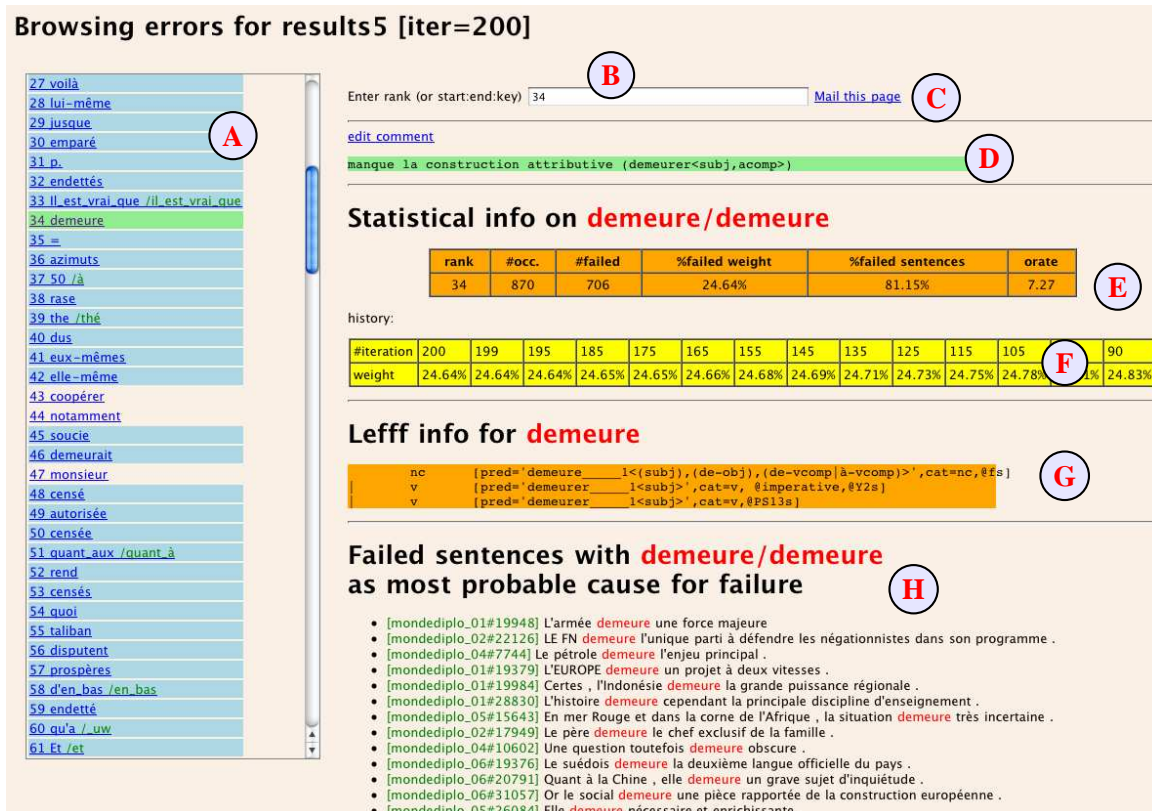 Browsing errors for results5 [iter=200]
27 voilà
28 lui-même
29 jusque
30 emparé
31 p.
32 endettés
33 Il_est_vrai_que /il_est_vrai_que
34 demeure
35 =
36 azimuts
37 50 /à
38 rase
39 the /thé
40 dus
41 eux-mêmes
42 elle-même
43 coopérer
44 notamment
45 soucie
46 demeurait
47 monsieur
48 censé
49 autorisée
50 censée
51 quant_aux /quant_à
52 rend
53 censés
54 quoi
55 taliban
56 disputent
57 prospères
58 d'en_bas /en_bas
59 endetté
60 qu'a /_uw
61 Et /et
A
B
Enter rank (or start:end:key) 34 Mail this page
C
edit comment
manque la construction attributive (demeurer<subj,acomp>)
D
Statistical info on demeure/demeure
rank #occ. #failed %failed weight %failed sentences orate
34 870 706 24.64% 81.15% 7.27
E
history:
#iteration 200 199 195 185 175 165 155 145 135 125 115 105 90
weight 24.64% 24.64% 24.64% 24.65% 24.65% 24.66% 24.68% 24.69% 24.71% 24.73% 24.75% 24.78% 24.83%
F
Lefff info for demeure
nc [pred='demeure_____1<(subj),(de-obj),(de-vcomp|à-vcomp)>',cat=nc,@fs]
| v [pred='demeurer_____1<subj>',cat=v, @imperative,@Y2s]
| v [pred='demeurer_____1<subj>',cat=v,@PS13s]
G
Failed sentences with demeure/demeure
as most probable cause for failure
H
• [mondediplo_01#19948] L'armée demeure une force majeure
• [mondediplo_02#22126] LE FN demeure l'unique parti à défendre les négationnistes dans son programme .
• [mondediplo_04#7744] Le pétrole demeure l'enjeu principal .
• [mondediplo_01#19379] L'EUROPE demeure un projet à deux vitesses .
• [mondediplo_01#19984] Certes , l'Indonésie demeure la grande puissance régionale .
• [mondediplo_01#28830] L'histoire demeure cependant la principale discipline d'enseignement .
• [mondediplo_05#15643] En mer Rouge et dans la corne de l'Afrique , la situation demeure très incertaine .
• [mondediplo_02#17949] Le père demeure le chef exclusif de la famille .
• [mondediplo_04#10602] Une question toutefois demeure obscure .
• [mondediplo_06#19376] Le suédois demeure la deuxième langue officielle du pays .
• [mondediplo_06#20791] Quant à la Chine , elle demeure un grave sujet d'inquiétude .
• [mondediplo_06#31057] Or le social demeure une pièce rapportée de la construction européenne .
• [mondediplo_05#26084] Elle demeure nécessaire et enrichissante